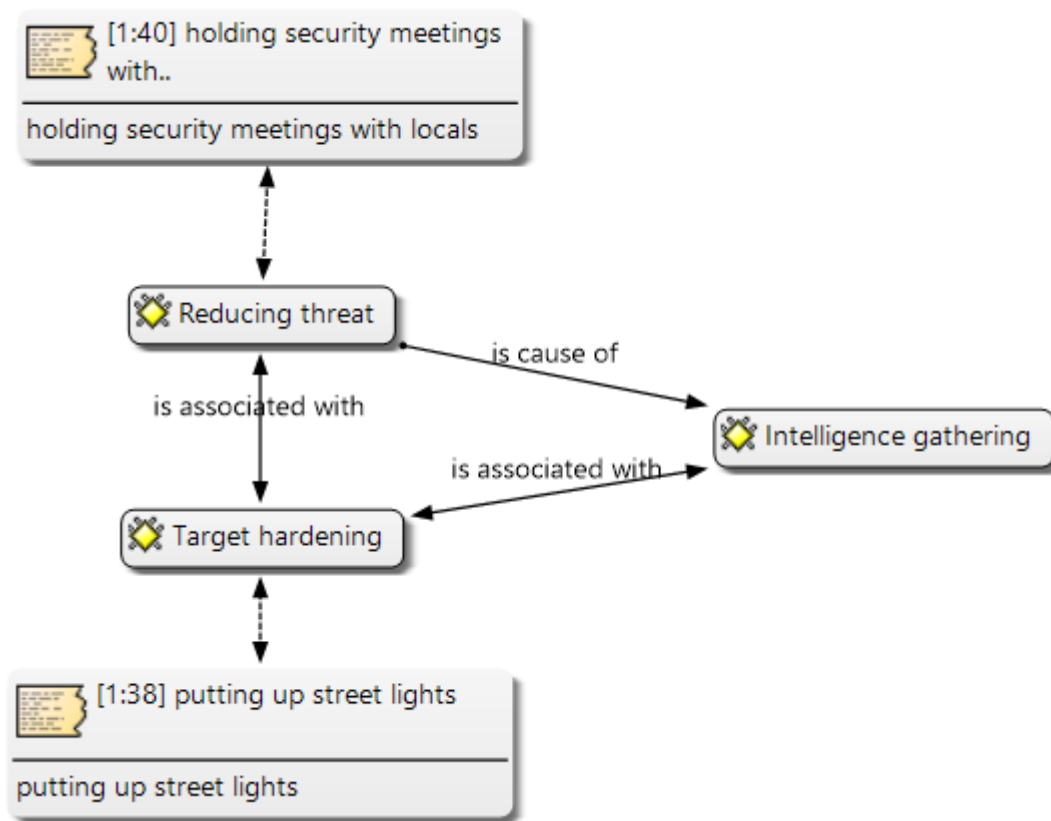 [1:40] holding security meetings
with..
holding security meetings with locals
Reducing threat
is cause of
is associated with
Intelligence gathering
is associated with
Target hardening
[1:38] putting up street lights
putting up street lights